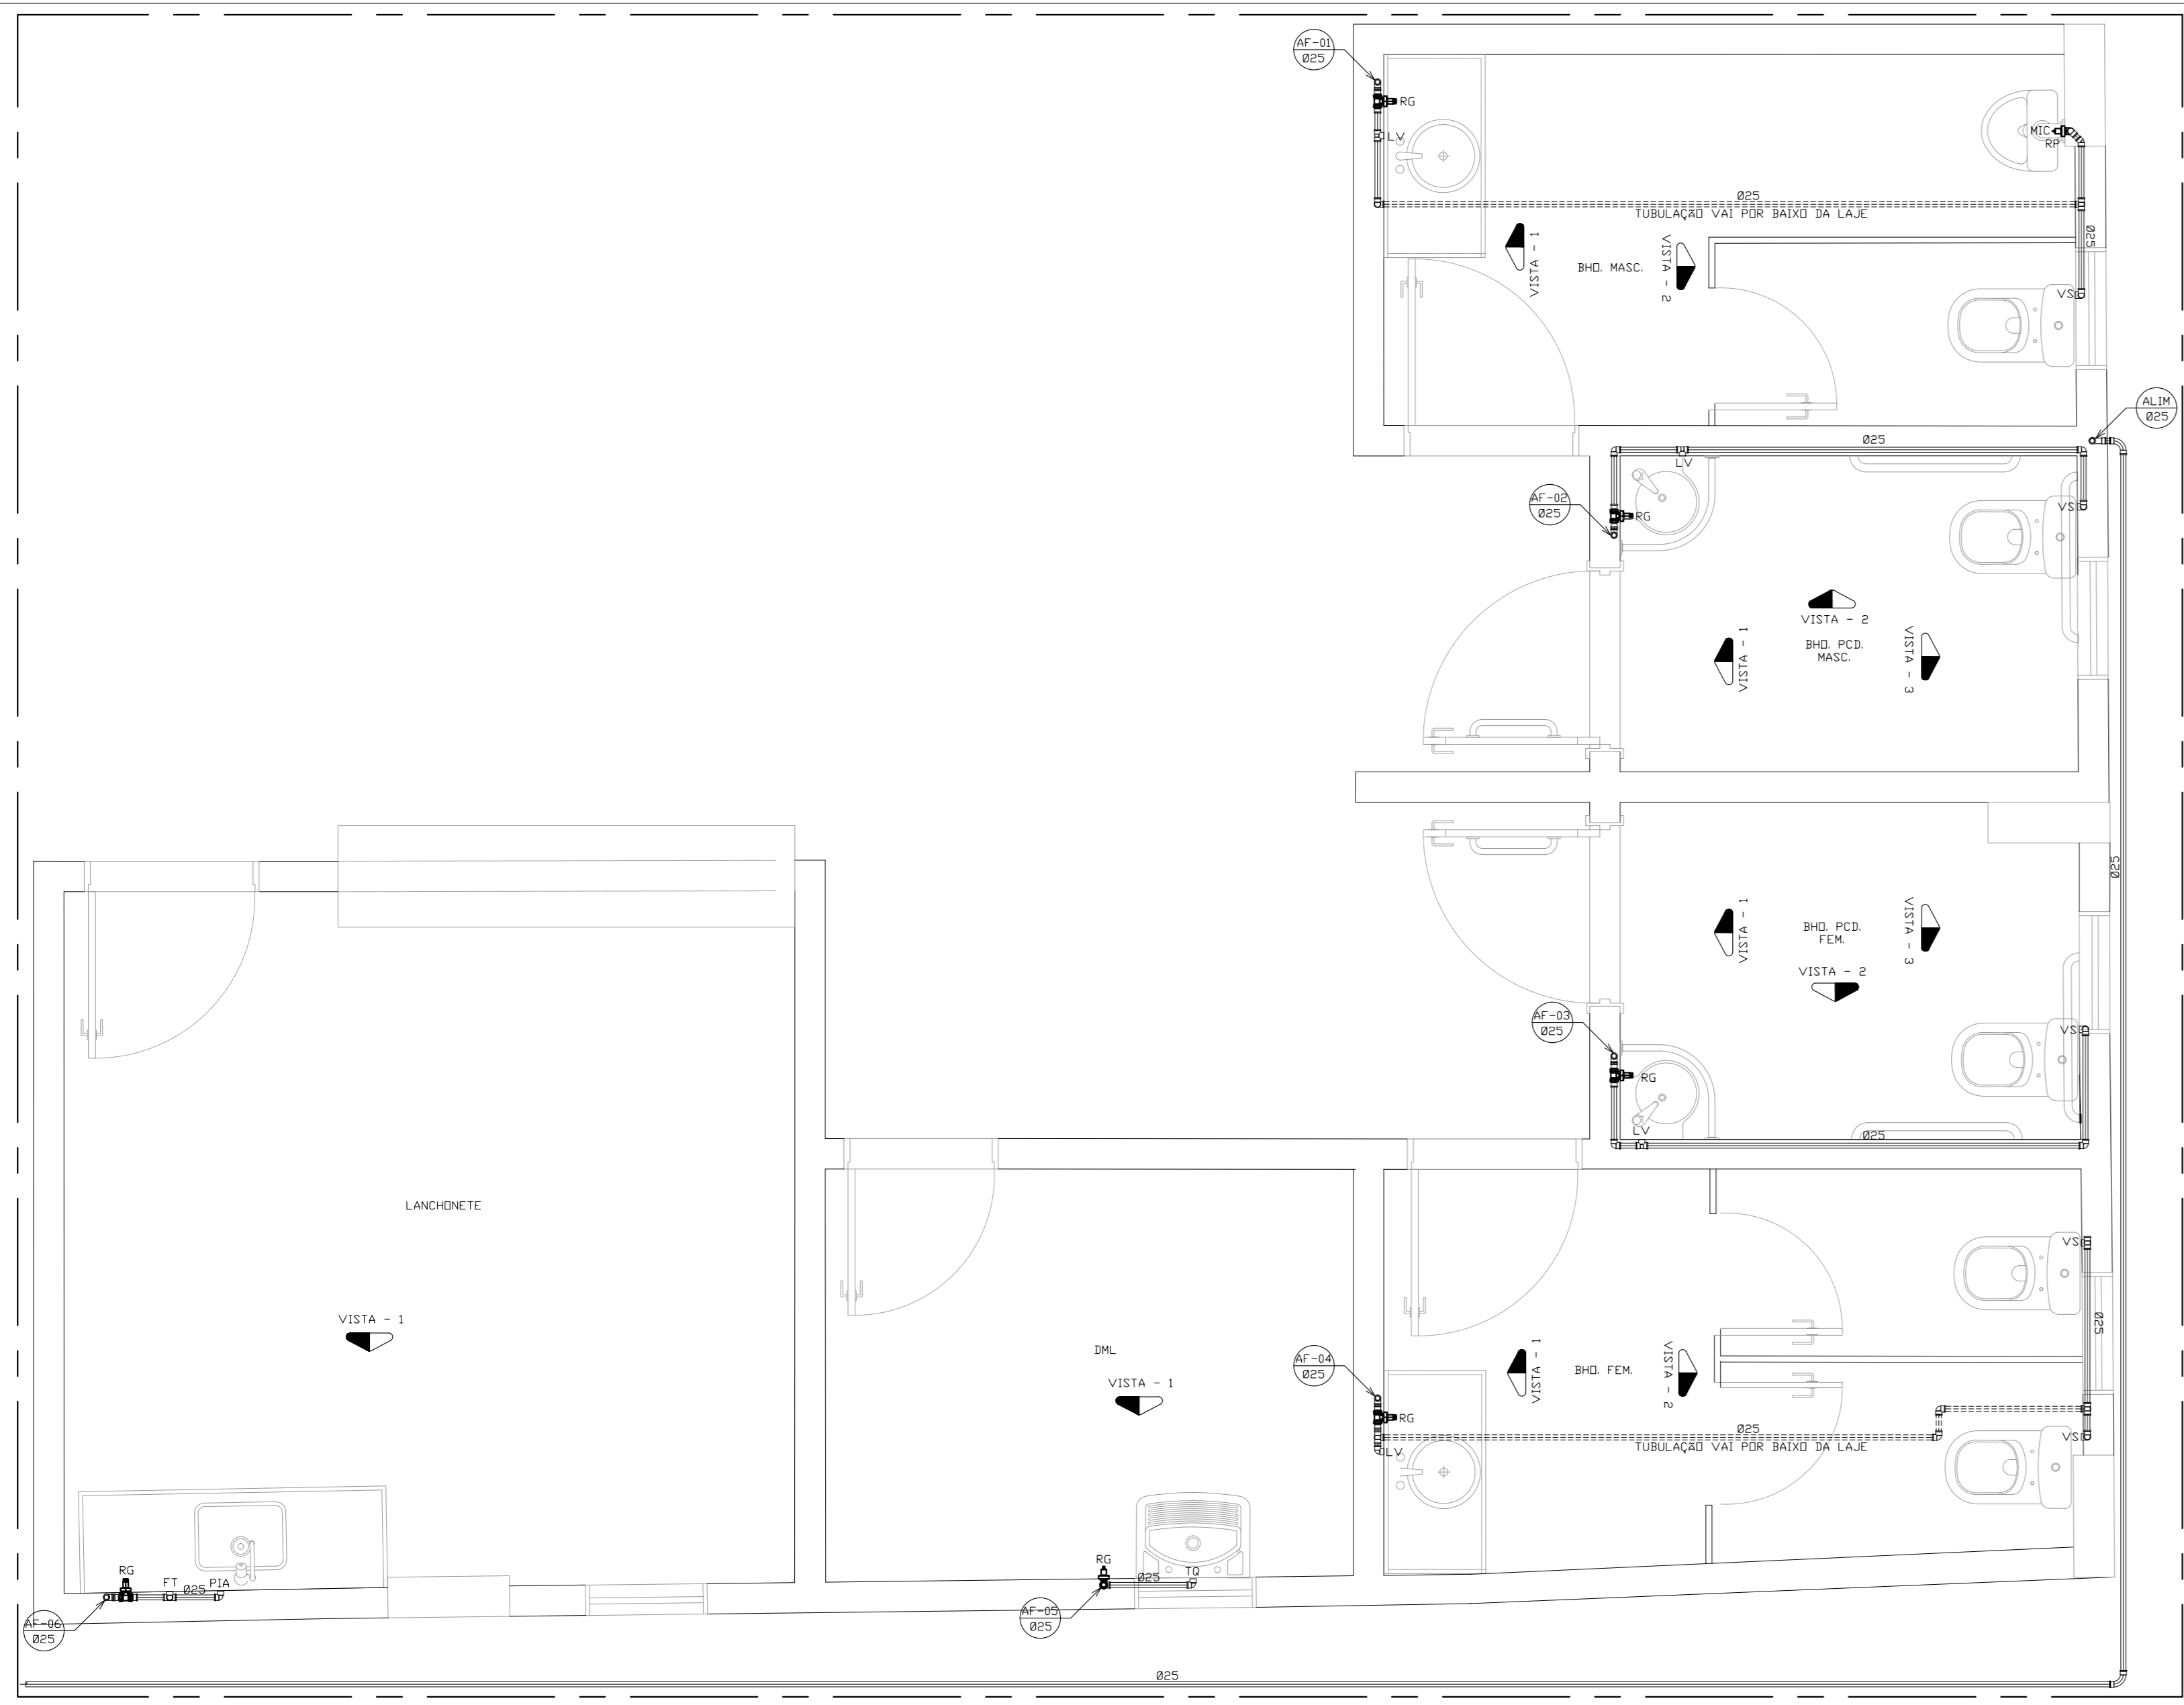 AF-01
Ø25
RG
LV
MIC
RP
Ø25
TUBULAÇÃO VAI POR BAIXO DA LAJE
Ø25
VISTA - 1
BHO. MASC.
VISTA - 2
VS
ALIM
Ø25
Ø25
LV
AF-02
Ø25
RG
VS
VISTA - 2
BHO. PCD.
MASC.
VISTA - 1
VISTA - 3
Ø25
VISTA - 1
BHO. PCD.
FEM.
VISTA - 3
VISTA - 2
AF-03
Ø25
VS
RG
LV
Ø25
LANCHONETE
VS
Ø25
VISTA - 1
DML
VISTA - 1
AF-04
Ø25
VISTA - 1
BHO. FEM.
VISTA - 2
RG
Ø25
TUBULAÇÃO VAI POR BAIXO DA LAJE
LV
VS
RG
FT
Ø25
PIA
RG
Ø25
TQ
AF-05
Ø25
AF-06
Ø25
Ø25